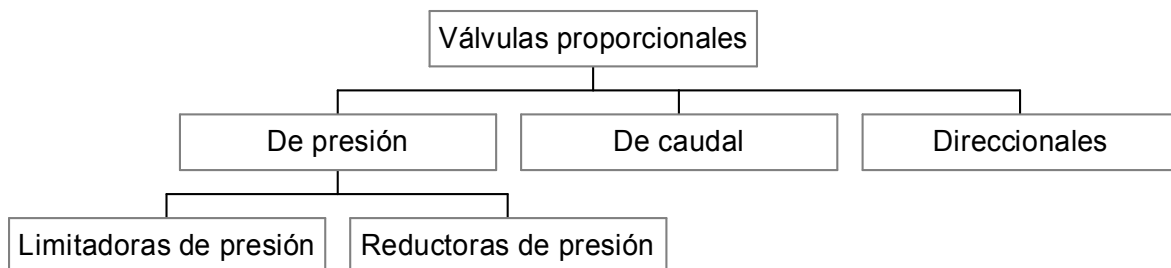 Válvulas proporcionales
De presión
De caudal
Direccionales
Limitadoras de presión
Reductoras de presión